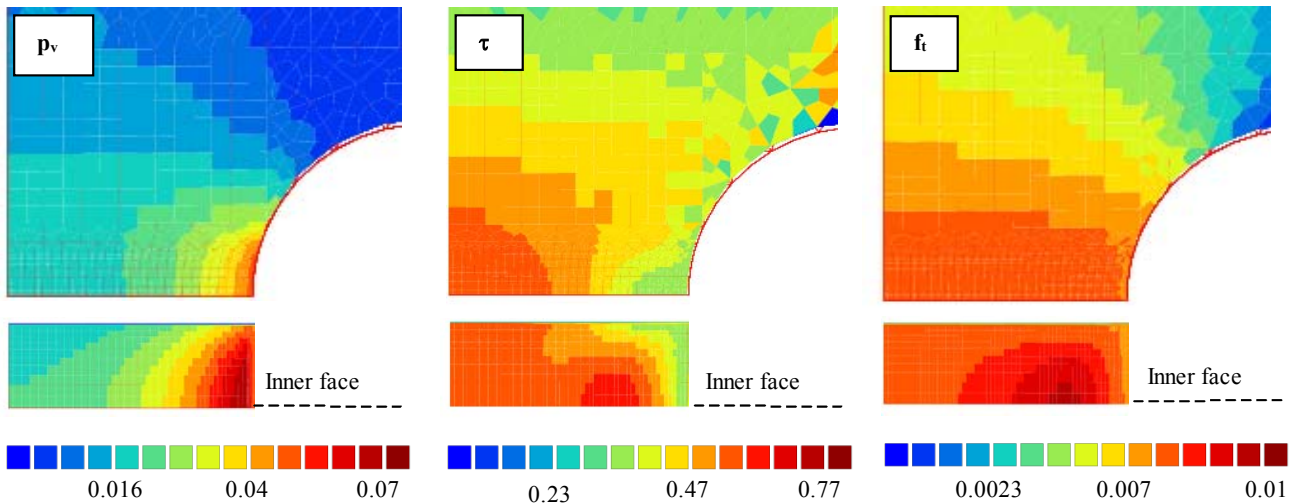 pv
τ
ft
Inner face
Inner face
Inner face
0.016 0.04 0.07
0.23 0.47 0.77
0.0023 0.007 0.01